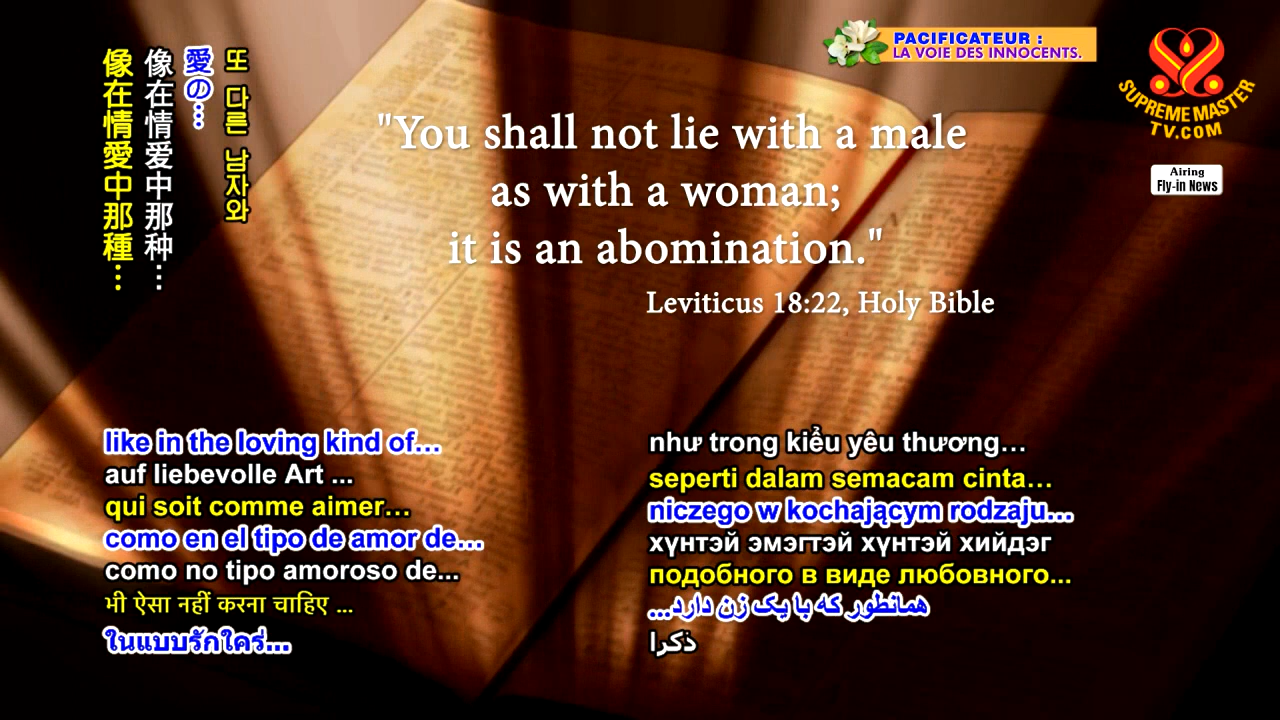 또 다른 남자와
愛の…
像在情爱中那种…
像在情愛中那種…
PACIFICATEUR :
LA VOIE DES INNOCENTS.
SUPREME MASTER
TV.COM
Airing
Fly-in News
"You shall not lie with a male
as with a woman;
it is an abomination."
Leviticus 18:22, Holy Bible
like in the loving kind of…
auf liebevolle Art ...
qui soit comme aimer…
como en el tipo de amor de…
como no tipo amoroso de...
भी ऐसा नहीं करना चाहिए ...
ในแบบรักใคร่...
như trong kiểu yêu thương…
seperti dalam semacam cinta…
niczego w kochającym rodzaju...
хүнтэй эмэгтэй хүнтэй хийдэг
подобного в виде любовного...
همانطور که با یک زن دارد...
ذكرا